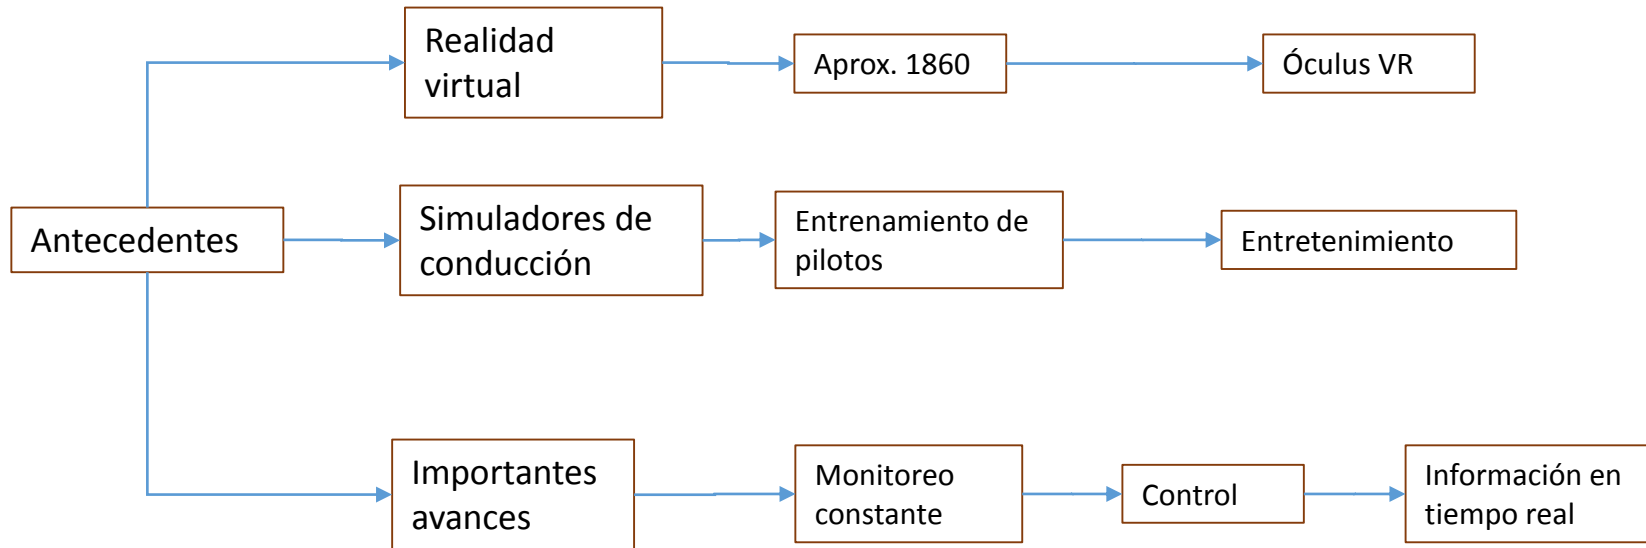 Realidad
virtual
Aprox. 1860
Óculus VR
Antecedentes
Simuladores de
conducción
Entrenamiento de
pilotos
Entretenimiento
Importantes
avances
Monitoreo
constante
Control
Información en
tiempo real